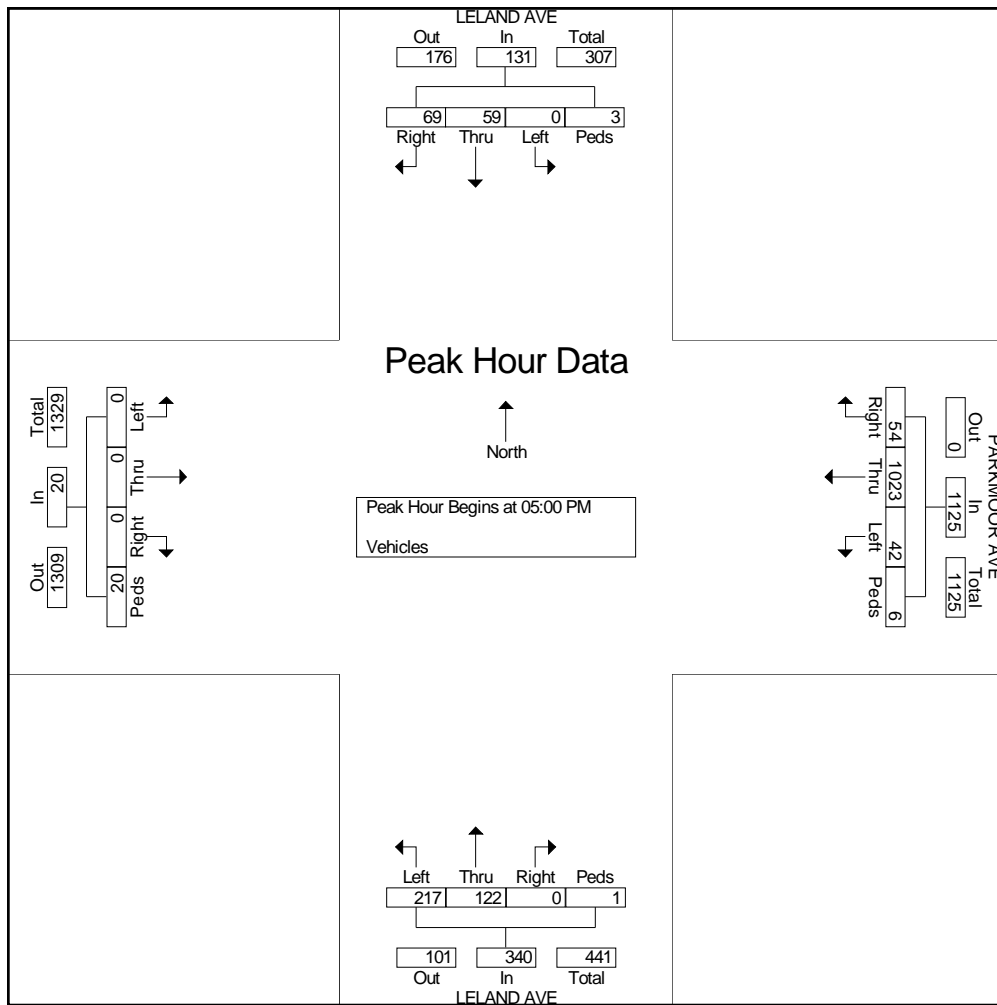 LELAND AVE
Out In Total
176 131 307
69 59 0 3
Right Thru Left Peds
Peak Hour Data
North
Peak Hour Begins at 05:00 PM
Vehicles
Total In Out
1329 20 1309
0 0 0 20
Left Thru Right Peds
Right Thru Left Peds
54 1023 42 6
Out In Total
0 1125 1125
PARKMOOR AVE
Left Thru Right Peds
217 122 0 1
101 340 441
Out In Total
LELAND AVE